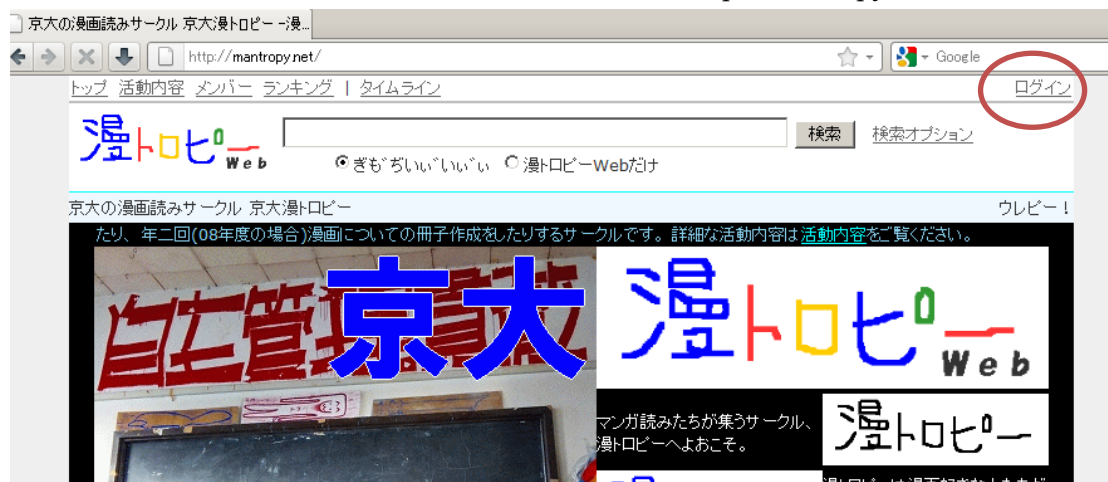 京大の漫画読みサークル 京大漫トロピー -漫...
http://mantropy.net/
Google
トップ 活動内容 メンバー ランキング | タイムライン ログイン
漫トロピー Web
検索 検索オプション
ぎも゛ぢいぃ゛いぃ゛ぃ 漫トロピーWebだけ
京大の漫画読みサークル 京大漫トロピー ウレピー！
たり、年二回(08年度の場合)漫画についての冊子作成をしたりするサークルです。詳細な活動内容は活動内容をご覧ください。
京大
漫トロピー Web
マンガ読みたちが集うサークル、
漫トロピーへよおこそ。
漫トロピー